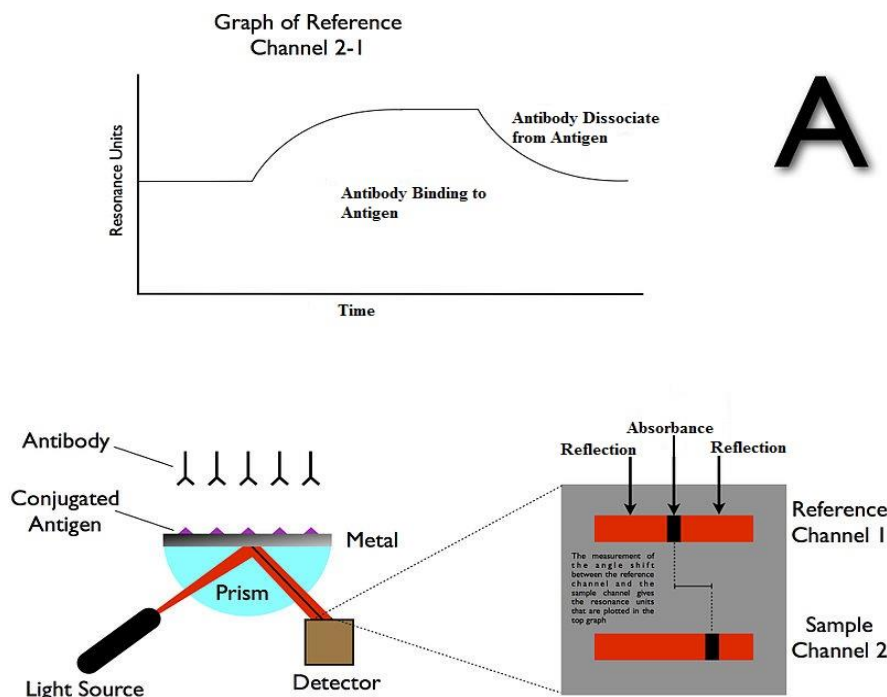 Graph of Reference
Channel 2-1
A
Resonance Units
Antibody Dissociate
from Antigen
Antibody Binding to
Antigen
Time
Antibody
Conjugated
Antigen
Metal
Prism
Light Source
Detector
Absorbance
Reflection
Reflection
Reference
Channel 1
The measurement of
the angle shift
between the reference
channel and the
sample channel gives
the resonance units
that are plotted in the
top graph
Sample
Channel 2